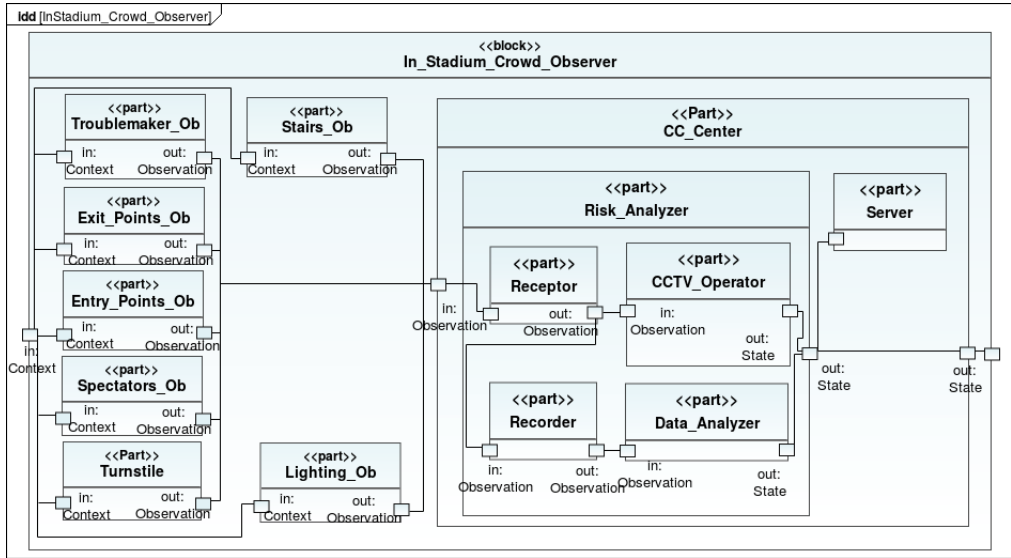 idd [InStadium_Crowd_Observer]
<<block>>
In_Stadium_Crowd_Observer
<<part>>
Troublemaker_Ob
in:
Context
out:
Observation
<<part>>
Exit_Points_Ob
in:
Context
out:
Observation
<<part>>
Entry_Points_Ob
in:
Context
out:
Observation
in:
Context
<<part>>
Spectators_Ob
in:
Context
out:
Observation
<<Part>>
Turnstile
in:
Context
out:
Observation
<<part>>
Stairs_Ob
in:
Context
out:
Observation
<<part>>
Lighting_Ob
in:
Context
out:
Observation
<<Part>>
CC_Center
in:
Observation
<<part>>
Risk_Analyzer
<<part>>
Receptor
out:
Observation
<<part>>
CCTV_Operator
in:
Observation
out:
State
<<part>>
Recorder
in:
Observation
out:
Observation
<<part>>
Data_Analyzer
in:
Observation
out:
State
<<part>>
Server
out:
State
out:
State